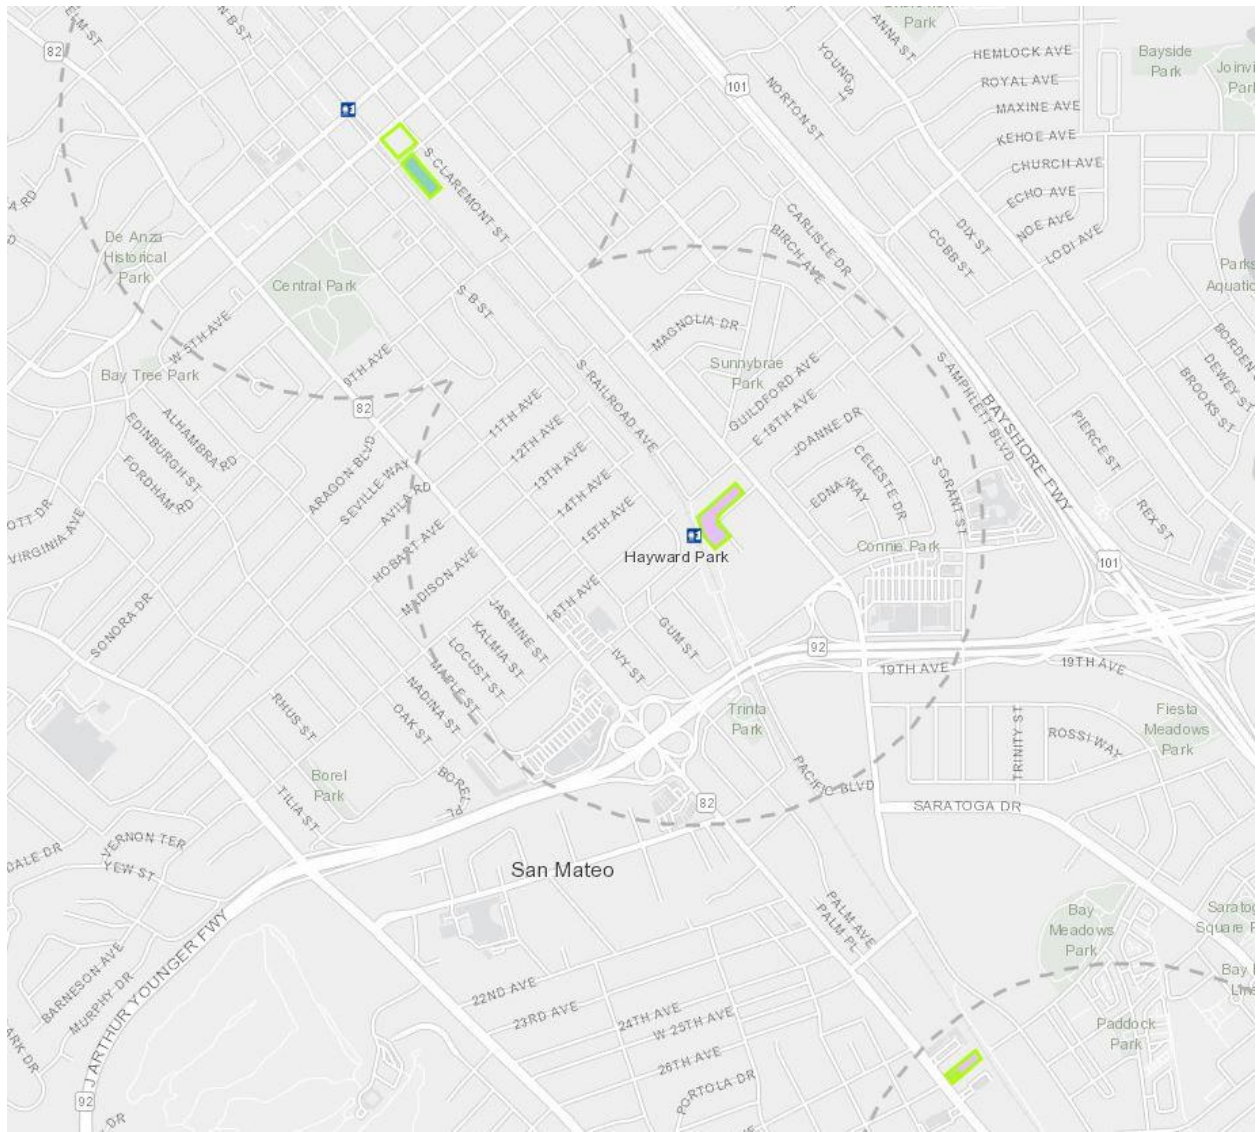 ELM ST
82
N B ST
Park
ANNA ST
YOUNG ST
HEMLOCK AVE
Bayside
Park
ROYAL AVE
101
NORTON ST
MAXINE AVE
KEHOE AVE
CHURCH AVE
ECHO AVE
NOE AVE
LODI AVE
S CLAREMONT ST
RD
CARLISLE DR
BIRCH AVE
DIX ST
COBB ST
De Anza
Historical
Park
Central Park
S B ST
MAGNOLIA DR
Sunnybrae
Park
W 5TH AVE
Bay Tree Park
9TH AVE
82
S RAILROAD AVE
GUILDFORD AVE
E 16TH AVE
JOANNE DR
S AMPHLETT BLVD
BAYSHORE FWY
DEWEY ST
BROOKS ST
PIERCE ST
REX ST
ALHAMBRA RD
EDINBURGH ST
FORDHAM RD
ARAGON BLVD
SEVILLE WAY
AVILA RD
11TH AVE
12TH AVE
13TH AVE
14TH AVE
15TH AVE
EDNA WAY
CELESTE DR
S GRANT ST
OTT DR
VIRGINIA AVE
HOBART AVE
MADISON AVE
Hayward Park
Connie Park
101
SONORA DR
16TH AVE
JASMINE ST
KALMIA ST
LOCUST ST
MAPLE ST
NADINA ST
OAK ST
IVY ST
GUM ST
92
19TH AVE
19TH AVE
RHUS ST
Trinta
Park
TRINITY ST
ROSSI WAY
Fiesta
Meadows
Park
Borel
Park
BOREL PL
TILIA ST
PACIFIC BLVD
82
SARATOGA DR
DALE DR
VERNON TER
YEW ST
San Mateo
PALM AVE
PALM PL
Bay
Meadows
Park
Square
BARNESON AVE
MURPHY DR
ARK DR
J ARTHUR YOUNGER FWY
22ND AVE
23RD AVE
24TH AVE
W 25TH AVE
26TH AVE
PORTOLA DR
Paddock
Park
92
DR